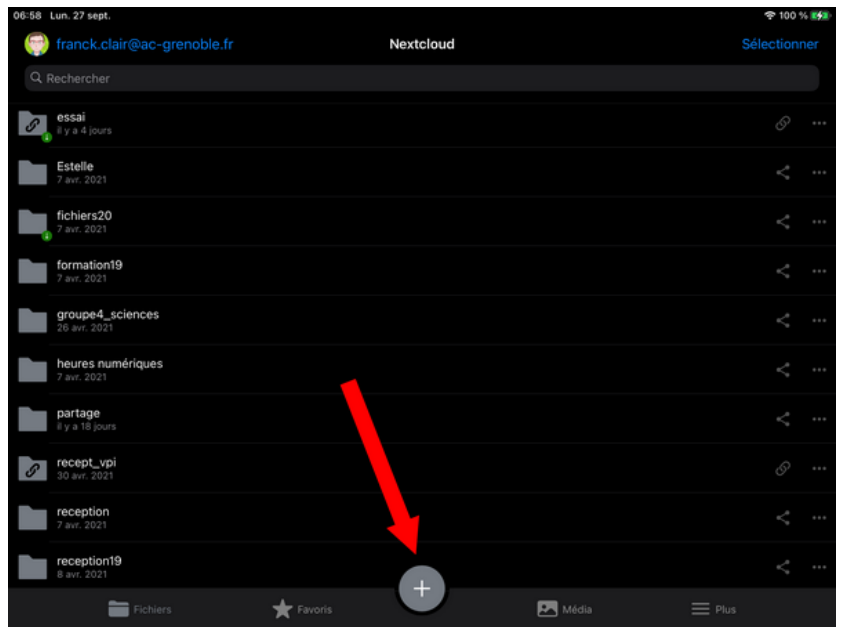 06:58 Lun. 27 sept.
100 %
franck.clair@ac-grenoble.fr
Nextcloud
Sélectionner
Rechercher
essai
il y a 4 jours
Estelle
7 avr. 2021
fichiers20
7 avr. 2021
formation19
7 avr. 2021
groupe4_sciences
26 avr. 2021
heures numériques
7 avr. 2021
partage
il y a 18 jours
recept_vpi
30 avr. 2021
reception
7 avr. 2021
reception19
8 avr. 2021
Fichiers
Favoris
Média
Plus